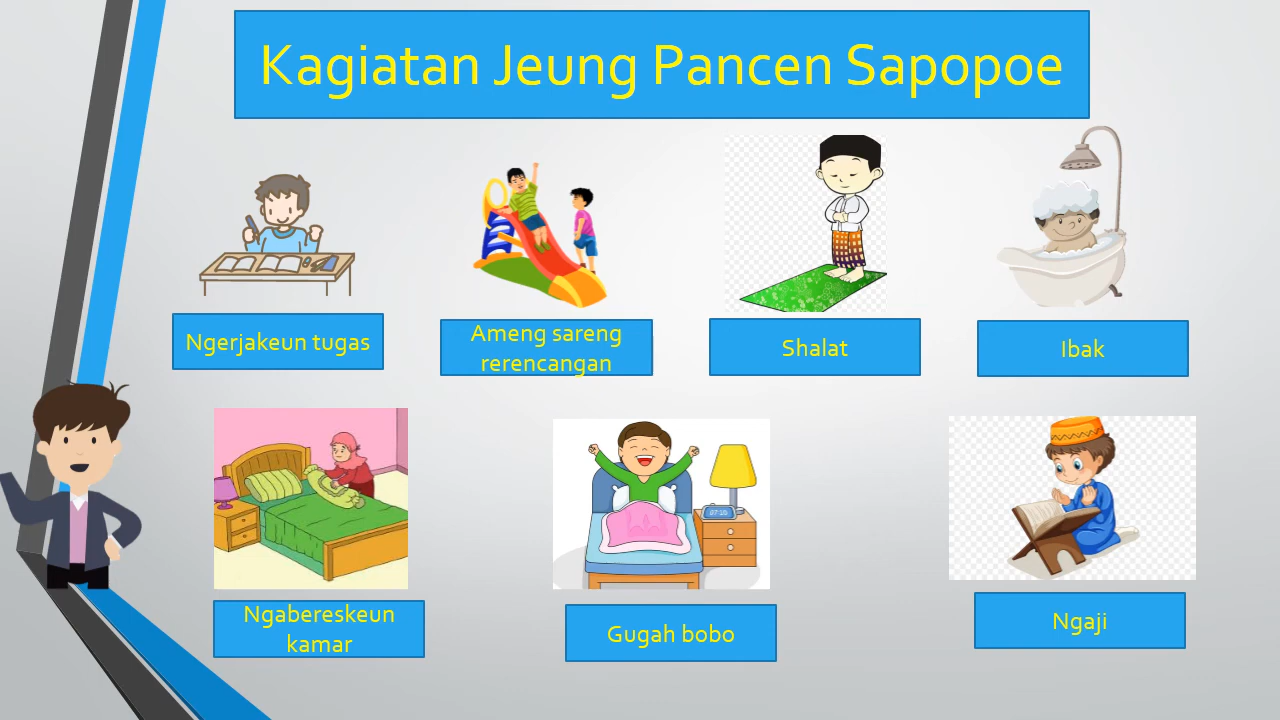 Kagiatan Jeung Pancen Sapopoe
Ngerjakeun tugas
Ameng sareng
rerencangan
Shalat
Ibak
Ngabereskeun
kamar
Gugah bobo
Ngaji